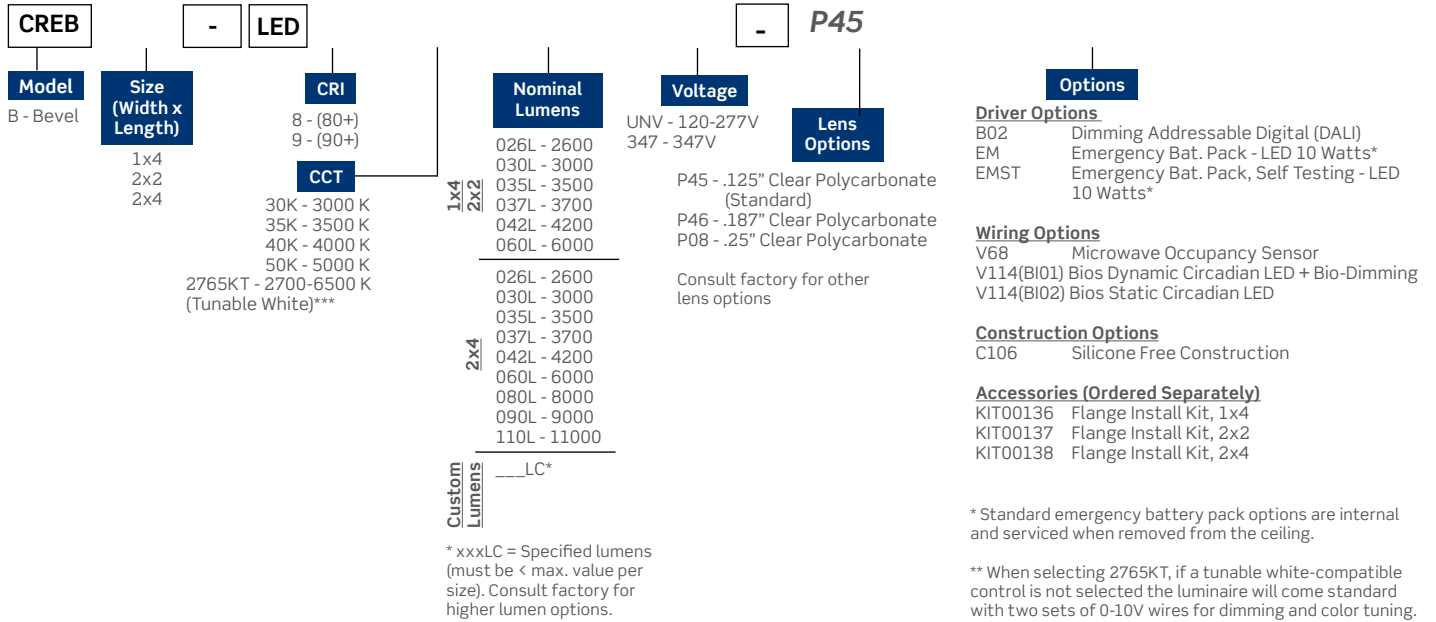 CREB - LED - P45
Model
B - Bevel
Size
(Width x
Length)
1x4
2x2
2x4
CRI
8 - (80+)
9 - (90+)
CCT
30K - 3000 K
35K - 3500 K
40K - 4000 K
50K - 5000 K
2765KT - 2700-6500 K
(Tunable White)***
Nominal
Lumens
1x4
2x2
026L - 2600
030L - 3000
035L - 3500
037L - 3700
042L - 4200
060L - 6000
2x4
026L - 2600
030L - 3000
035L - 3500
037L - 3700
042L - 4200
060L - 6000
080L - 8000
090L - 9000
110L - 11000
Custom
Lumens
___LC*
* xxxLC = Specified lumens
(must be < max. value per
size). Consult factory for
higher lumen options.
Voltage
UNV - 120-277V
347 - 347V
Lens
Options
P45 - .125” Clear Polycarbonate
(Standard)
P46 - .187” Clear Polycarbonate
P08 - .25” Clear Polycarbonate
Consult factory for other
lens options
Options
Driver Options
B02 Dimming Addressable Digital (DALI)
EM Emergency Bat. Pack - LED 10 Watts*
EMST Emergency Bat. Pack, Self Testing - LED
10 Watts*
Wiring Options
V68 Microwave Occupancy Sensor
V114(BI01) Bios Dynamic Circadian LED + Bio-Dimming
V114(BI02) Bios Static Circadian LED
Construction Options
C106 Silicone Free Construction
Accessories (Ordered Separately)
KIT00136 Flange Install Kit, 1x4
KIT00137 Flange Install Kit, 2x2
KIT00138 Flange Install Kit, 2x4
* Standard emergency battery pack options are internal
and serviced when removed from the ceiling.
** When selecting 2765KT, if a tunable white-compatible
control is not selected the luminaire will come standard
with two sets of 0-10V wires for dimming and color tuning.